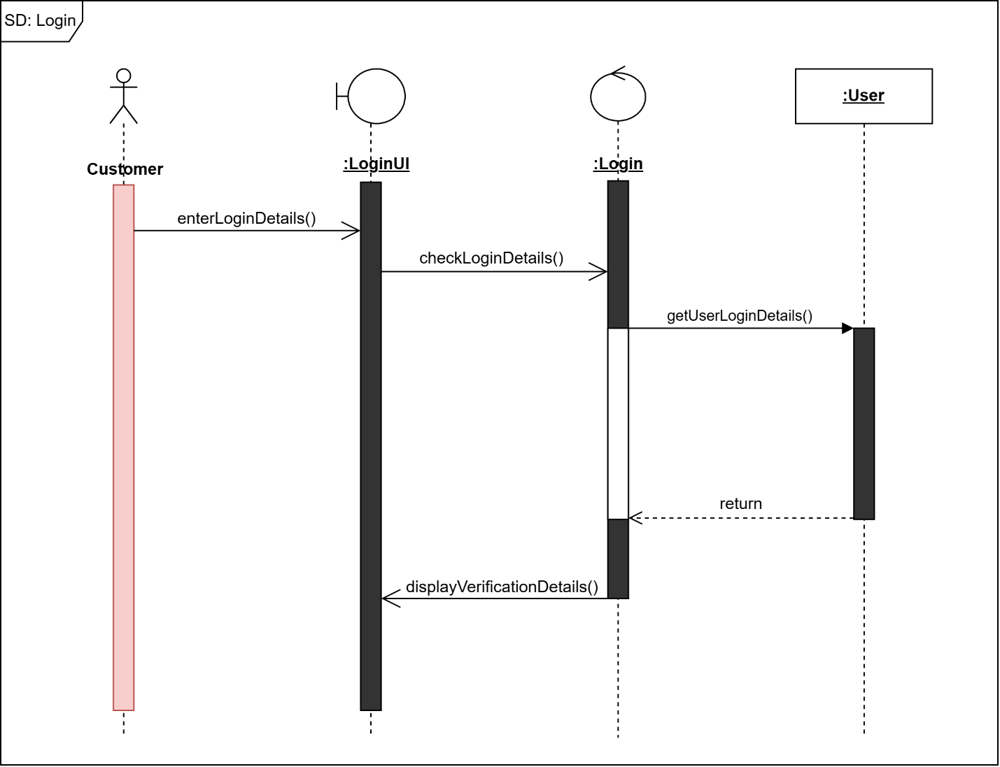 SD: Login
:User
Customer
:LoginUI
:Login
enterLoginDetails()
checkLoginDetails()
getUserLoginDetails()
return
displayVerificationDetails()